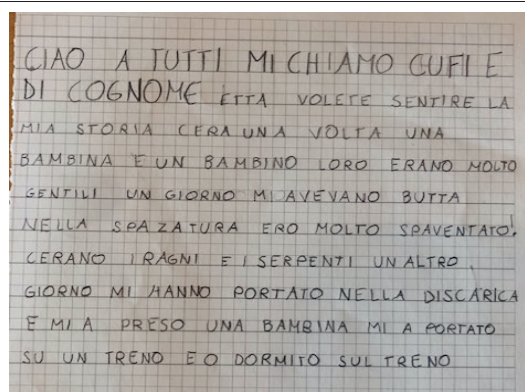 CIAO A TUTTI MI CHIAMO CUFI E
DI COGNOME ETTA VOLETE SENTIRE LA
MIA STORIA CERA UNA VOLTA UNA
BAMBINA E UN BAMBINO LORO ERANO MOLTO
GENTILI UN GIORNO MI AVEVANO BUTTA
NELLA SPAZATURA ERO MOLTO SPAVENTATO!
CERANO I RAGNI E I SERPENTI UN ALTRO
GIORNO MI HANNO PORTATO NELLA DISCARICA
E MI A PRESO UNA BAMBINA MI A PORTATO
SU UN TRENO E O DORMITO SUL TRENO